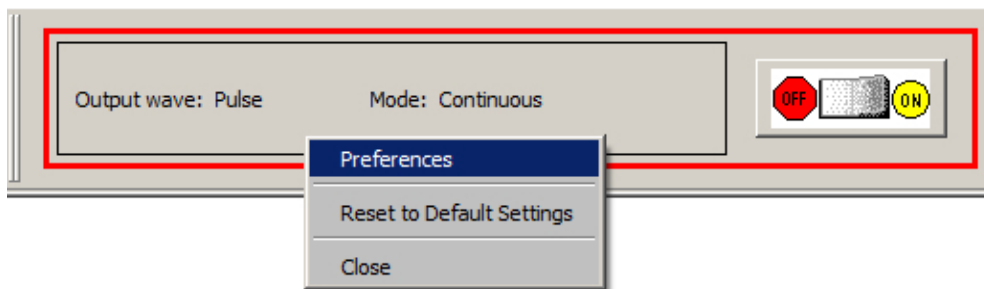 Output wave: Pulse Mode: Continuous OFF ON
Preferences
Reset to Default Settings
Close